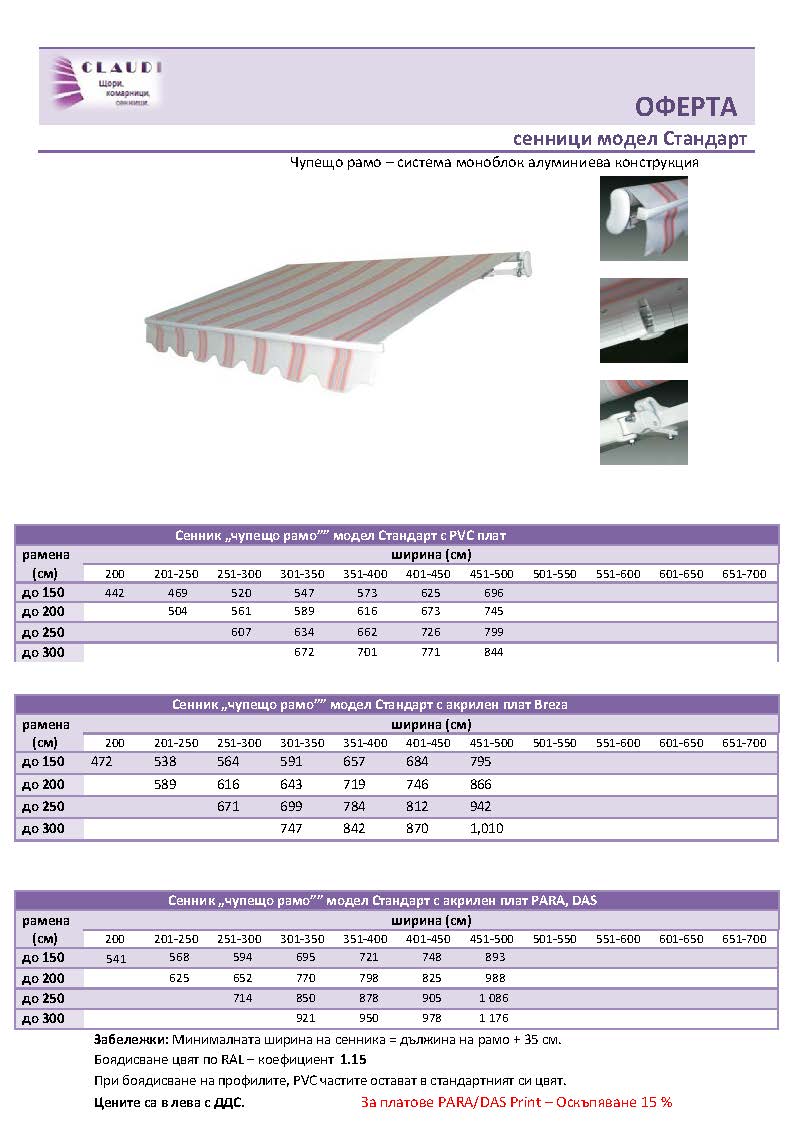 CLAUDI
Щори,
комарници,
сенници.
ОФЕРТА
сенници модел Стандарт
Чупещо рамо – система моноблок алуминиева конструкция
Сенник „чупещо рамо”” модел Стандарт с PVC плат
рамена ширина (см)
(см) 200 201-250 251-300 301-350 351-400 401-450 451-500 501-550 551-600 601-650 651-700
до 150 442 469 520 547 573 625 696
до 200 504 561 589 616 673 745
до 250 607 634 662 726 799
до 300 672 701 771 844
Сенник „чупещо рамо”” модел Стандарт с акрилен плат Breza
рамена ширина (см)
(см) 200 201-250 251-300 301-350 351-400 401-450 451-500 501-550 551-600 601-650 651-700
до 150 472 538 564 591 657 684 795
до 200 589 616 643 719 746 866
до 250 671 699 784 812 942
до 300 747 842 870 1,010
Сенник „чупещо рамо”” модел Стандарт с акрилен плат PARA, DAS
рамена ширина (см)
(см) 200 201-250 251-300 301-350 351-400 401-450 451-500 501-550 551-600 601-650 651-700
до 150 541 568 594 695 721 748 893
до 200 625 652 770 798 825 988
до 250 714 850 878 905 1 086
до 300 921 950 978 1 176
Забележки: Минималната ширина на сенника = дължина на рамо + 35 см.
Боядисване цвят по RAL – коефициент 1.15
При боядисване на профилите, PVC частите остават в стандартният си цвят.
Цените са в лева с ДДС. За платове PARA/DAS Print – Оскъпяване 15 %